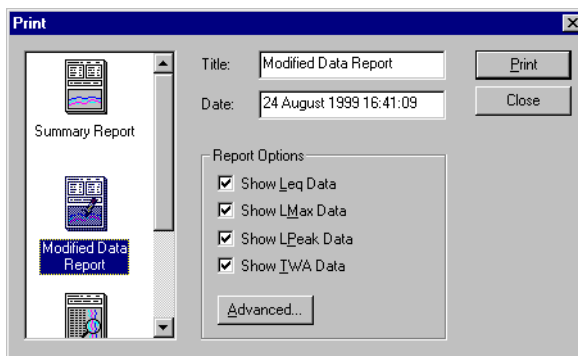 Print
Summary Report
Modified Data
Report
Title: Modified Data Report
Date: 24 August 1999 16:41:09
Report Options
Show Leq Data
Show LMax Data
Show LPeak Data
Show TWA Data
Advanced...
Print
Close